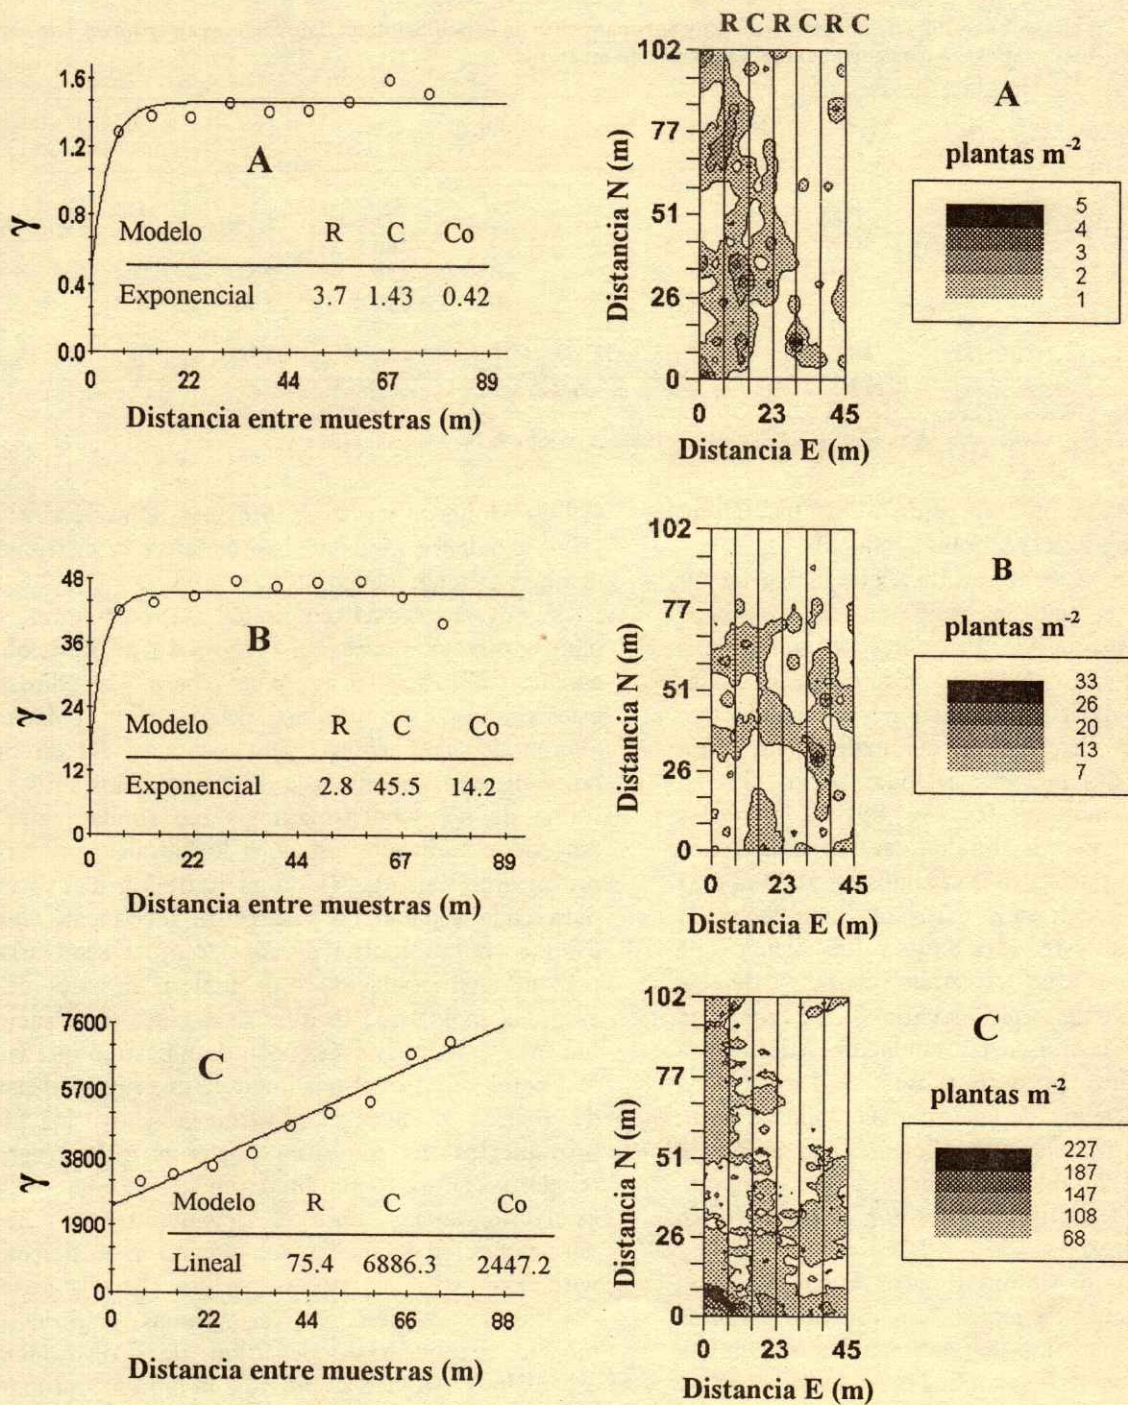 1.6
1.2
0.8
0.4
0.0
γ
A
Modelo R C Co
Exponencial 3.7 1.43 0.42
0 22 44 67 89
Distancia entre muestras (m)
R C R C R C
102
77
51
26
0
Distancia N (m)
0 23 45
Distancia E (m)
A
plantas m-2
5
4
3
2
1
48
36
24
12
0
γ
B
Modelo R C Co
Exponencial 2.8 45.5 14.2
0 22 44 67 89
Distancia entre muestras (m)
102
77
51
26
0
Distancia N (m)
0 23 45
Distancia E (m)
B
plantas m-2
33
26
20
13
7
7600
5700
3800
1900
0
γ
C
Modelo R C Co
Lineal 75.4 6886.3 2447.2
0 22 44 66 88
Distancia entre muestras (m)
102
77
51
26
0
Distancia N (m)
0 23 45
Distancia E (m)
C
plantas m-2
227
187
147
108
68